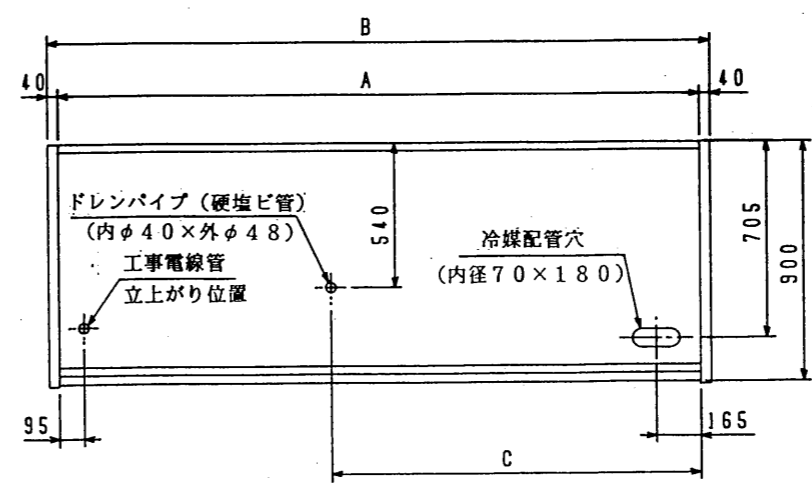 B
40
A
40
ドレンパイプ（硬塩ビ管）
（内φ40×外φ48）
540
冷媒配管穴
（内径70×180）
705
900
工事電線管
立上がり位置
95
165
C